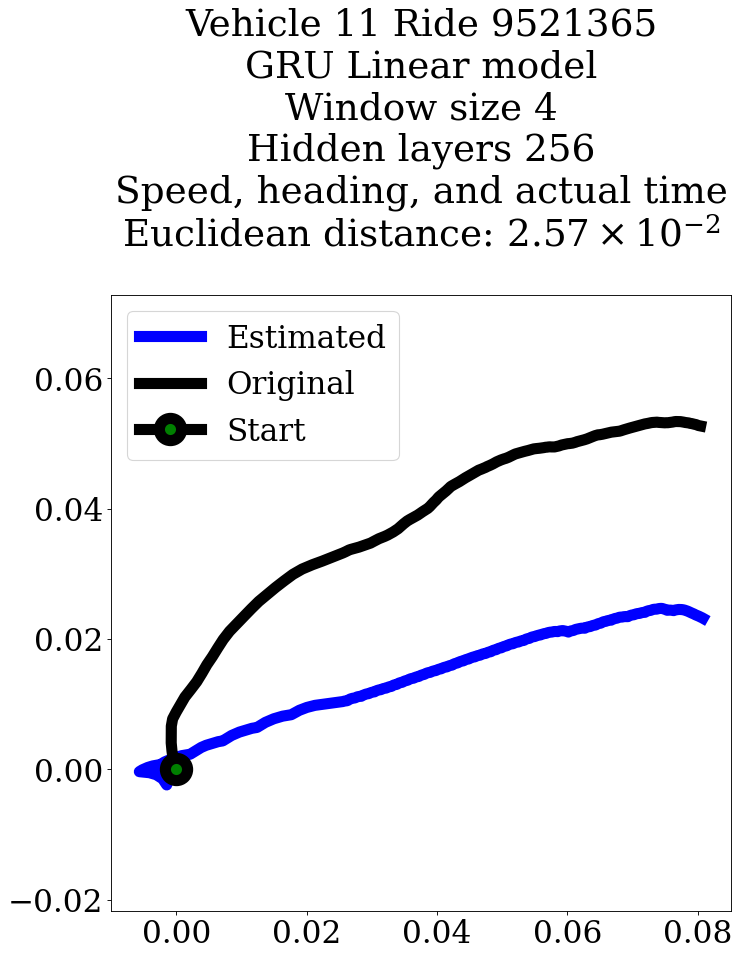 Vehicle 11 Ride 9521365
GRU Linear model
Window size 4
Hidden layers 256
Speed, heading, and actual time
Euclidean distance: 2.57 × 10⁻²
Estimated
Original
Start
0.06
0.04
0.02
0.00
−0.02
0.00 0.02 0.04 0.06 0.08